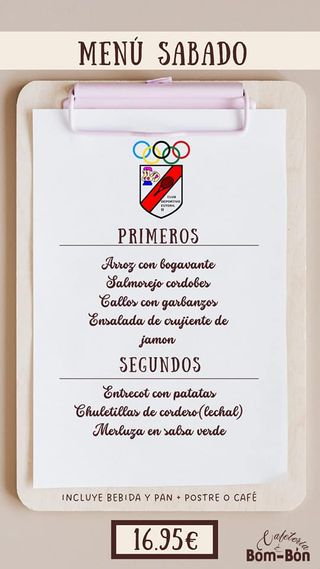 MENÚ SABADO
CLUB
DEPORTIVO
ESTORIL
II
PRIMEROS
Arroz con bogavante
Salmorejo cordobes
Callos con garbanzos
Ensalada de crujiente de
jamon
SEGUNDOS
Entrecot con patatas
Chuletillas de cordero(lechal)
Merluza en salsa verde
INCLUYE BEBIDA Y PAN + POSTRE O CAFÉ
16.95€
Cafetería
Bom-Bón